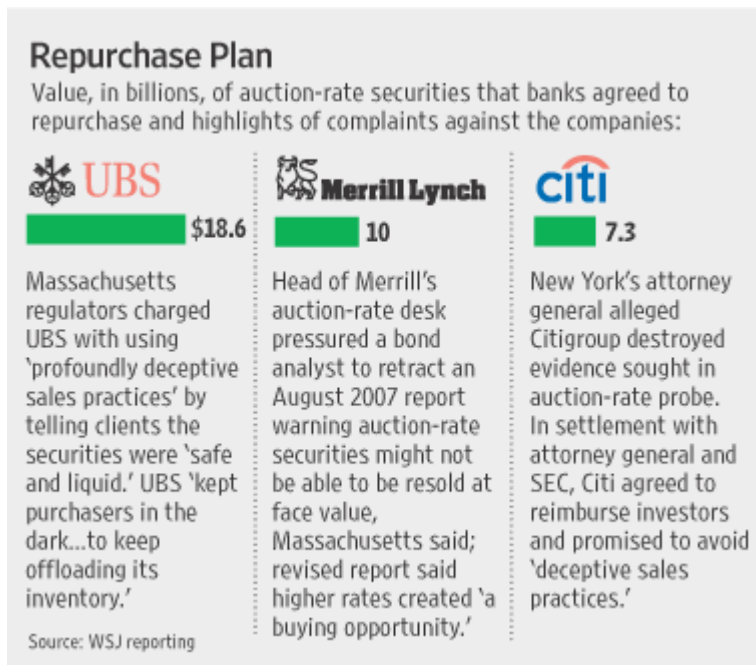 Repurchase Plan
Value, in billions, of auction-rate securities that banks agreed to
repurchase and highlights of complaints against the companies:
UBS
$18.6
Massachusetts
regulators charged
UBS with using
‘profoundly deceptive
sales practices’ by
telling clients the
securities were ‘safe
and liquid.’ UBS ‘kept
purchasers in the
dark...to keep
offloading its
inventory.’
Merrill Lynch
10
Head of Merrill’s
auction-rate desk
pressured a bond
analyst to retract an
August 2007 report
warning auction-rate
securities might not
be able to be resold at
face value,
Massachusetts said;
revised report said
higher rates created ‘a
buying opportunity.’
citi
7.3
New York’s attorney
general alleged
Citigroup destroyed
evidence sought in
auction-rate probe.
In settlement with
attorney general and
SEC, Citi agreed to
reimburse investors
and promised to avoid
‘deceptive sales
practices.’
Source: WSJ reporting